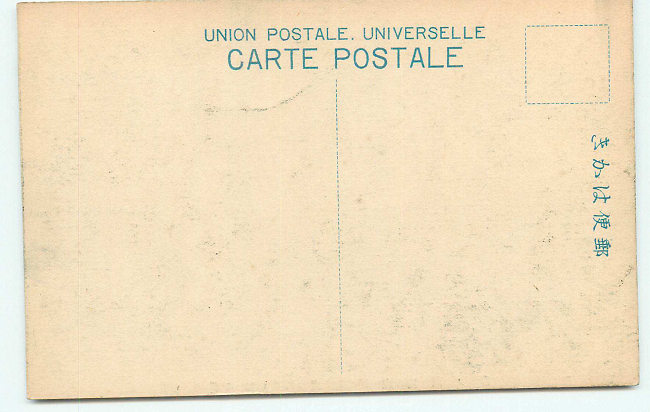 UNION POSTALE. UNIVERSELLE
CARTE POSTALE
郵便はかき